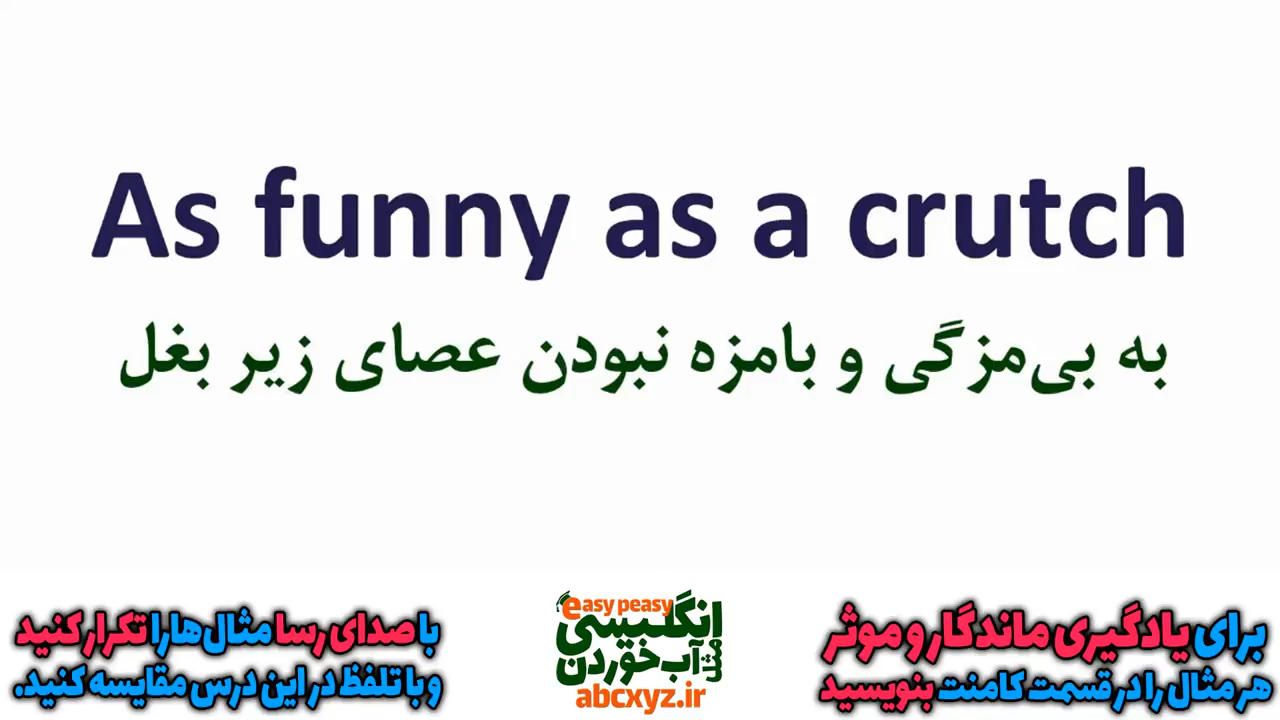 As funny as a crutch
به بی‌مزگی و بامزه نبودن عصای زیر بغل
برای یادگیری ماندگار و موثر
هر مثال را در قسمت کامنت بنویسید
easy peasy
انگلیسی
مثل آب خوردن
abcxyz.ir
با صدای رسا مثال‌ها را تکرار کنید
و با تلفظ در این درس مقایسه کنید.